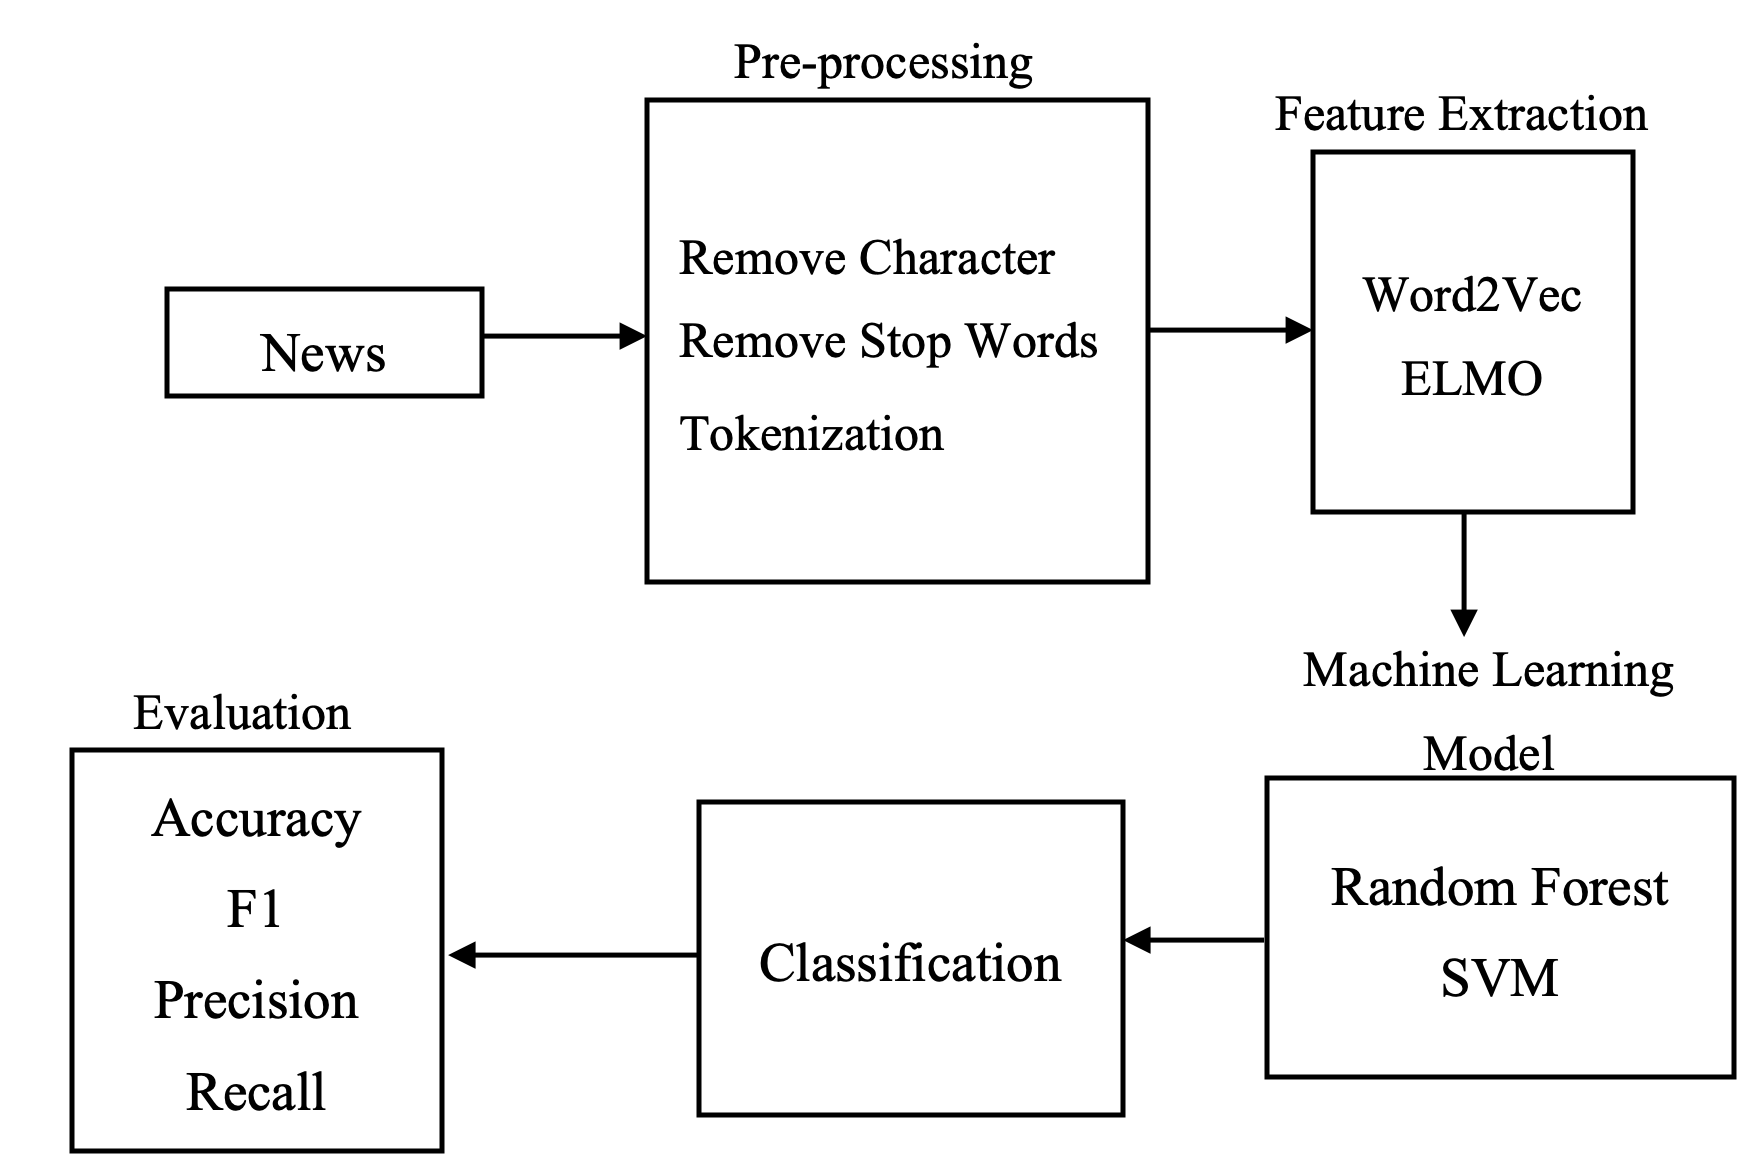 Pre-processing
Feature Extraction
News
Remove Character
Remove Stop Words
Tokenization
Word2Vec
ELMO
Machine Learning
Model
Random Forest
SVM
Classification
Evaluation
Accuracy
F1
Precision
Recall